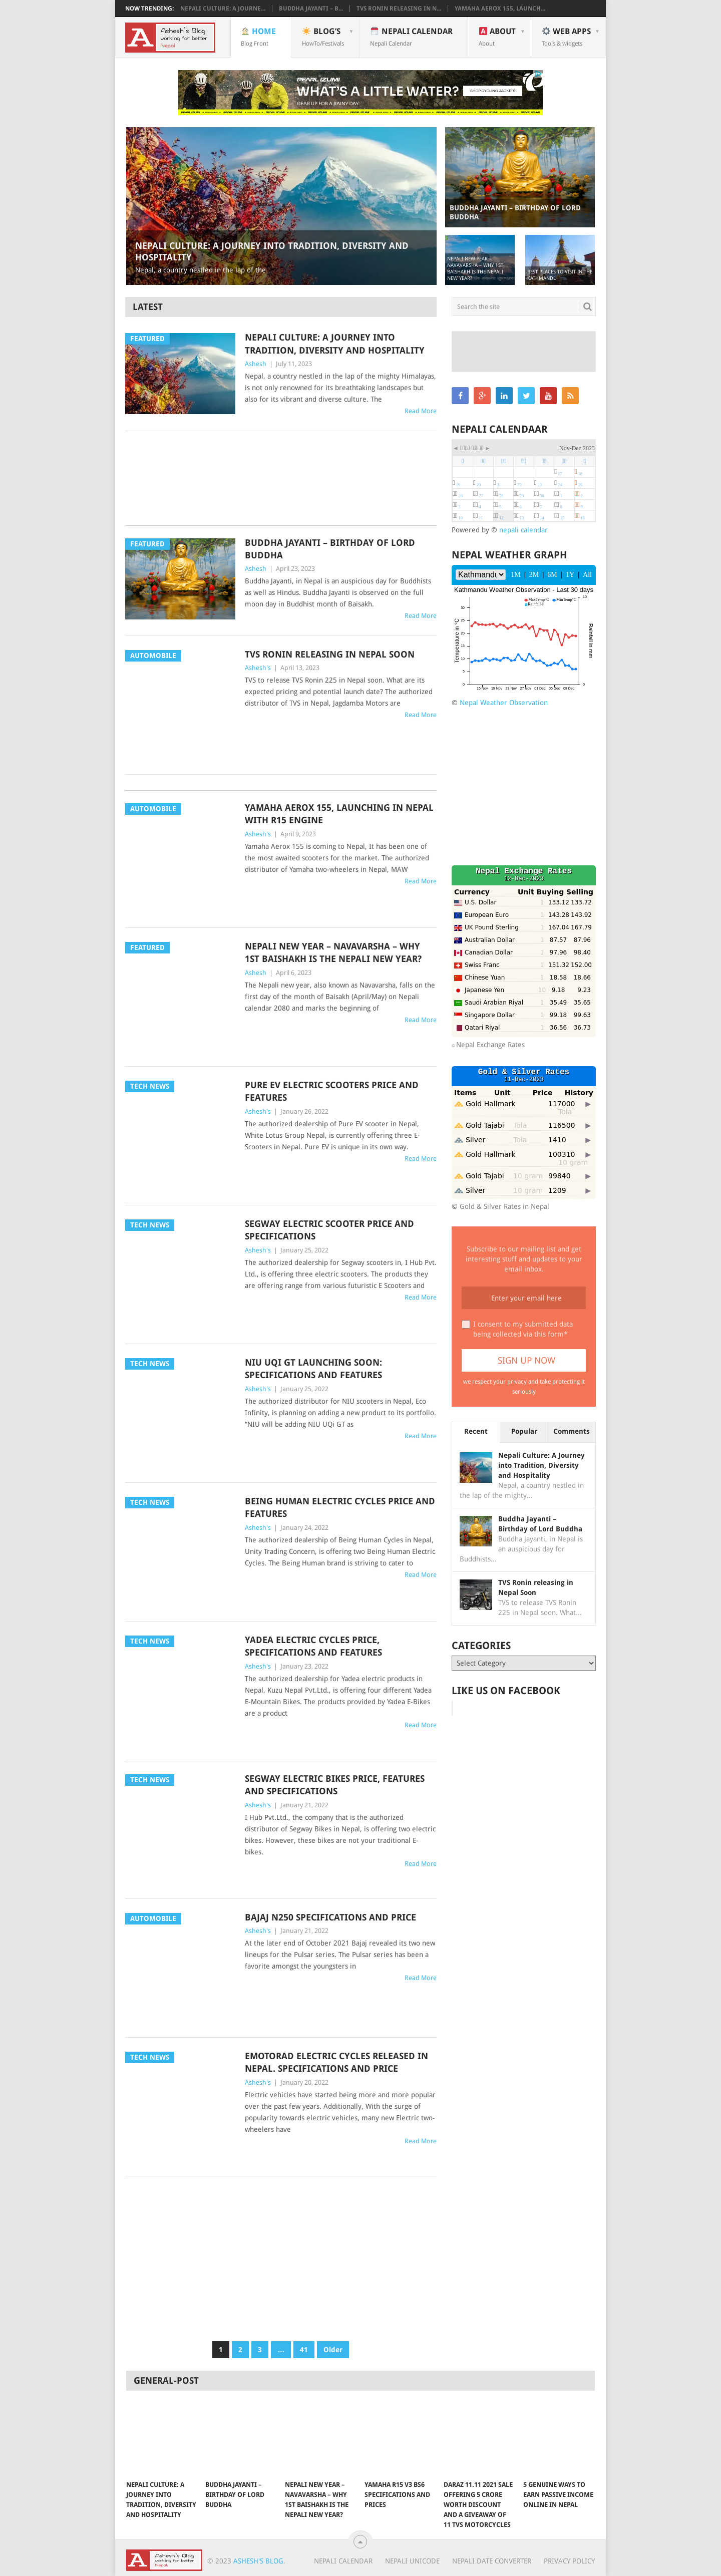 NOW TRENDING: NEPALI CULTURE: A JOURNE... BUDDHA JAYANTI – B... TVS RONIN RELEASING IN N... YAMAHA AEROX 155, LAUNCH...
Ashesh's Blog
working for better
Nepal
HOME
Blog Front
BLOG'S
HowTo/Festivals
NEPALI CALENDAR
Nepali Calendar
ABOUT
About
WEB APPS
Tools & widgets
PEARL IZUMI
WHAT'S A LITTLE WATER?
GEAR UP FOR A RAINY DAY
SHOP CYCLING JACKETS
NEPALI CULTURE: A JOURNEY INTO TRADITION, DIVERSITY AND HOSPITALITY
Nepal, a country nestled in the lap of the
BUDDHA JAYANTI – BIRTHDAY OF LORD BUDDHA
NEPALI NEW YEAR – NAVAVARSHA – WHY 1ST BAISHAKH IS THE NEPALI NEW YEAR?
BEST PLACES TO VISIT IN KATHMANDU
LATEST
FEATURED
NEPALI CULTURE: A JOURNEY INTO TRADITION, DIVERSITY AND HOSPITALITY
Ashesh | July 11, 2023
Nepal, a country nestled in the lap of the mighty Himalayas, is not only renowned for its breathtaking landscapes but also for its vibrant and diverse culture. The
Read More
FEATURED
BUDDHA JAYANTI – BIRTHDAY OF LORD BUDDHA
Ashesh | April 23, 2023
Buddha Jayanti, in Nepal is an auspicious day for Buddhists as well as Hindus. Buddha Jayanti is observed on the full moon day in Buddhist month of Baisakh.
Read More
AUTOMOBILE
TVS RONIN RELEASING IN NEPAL SOON
Ashesh's | April 13, 2023
TVS to release TVS Ronin 225 in Nepal soon. What are its expected pricing and potential launch date? The authorized distributor of TVS in Nepal, Jagdamba Motors are
Read More
AUTOMOBILE
YAMAHA AEROX 155, LAUNCHING IN NEPAL WITH R15 ENGINE
Ashesh's | April 9, 2023
Yamaha Aerox 155 is coming to Nepal, It has been one of the most awaited scooters for the market. The authorized distributor of Yamaha two-wheelers in Nepal, MAW
Read More
FEATURED
NEPALI NEW YEAR – NAVAVARSHA – WHY 1ST BAISHAKH IS THE NEPALI NEW YEAR?
Ashesh | April 6, 2023
The Nepali new year, also known as Navavarsha, falls on the first day of the month of Baisakh (April/May) on Nepali calendar 2080 and marks the beginning of
Read More
TECH NEWS
PURE EV ELECTRIC SCOOTERS PRICE AND FEATURES
Ashesh's | January 26, 2022
The authorized dealership of Pure EV scooter in Nepal, White Lotus Group Nepal, is currently offering three E-Scooters in Nepal. Pure EV is unique in its own way.
Read More
TECH NEWS
SEGWAY ELECTRIC SCOOTER PRICE AND SPECIFICATIONS
Ashesh's | January 25, 2022
The authorized dealership for Segway scooters in, I Hub Pvt. Ltd., is offering three electric scooters. The products they are offering range from various futuristic E Scooters and
Read More
TECH NEWS
NIU UQI GT LAUNCHING SOON: SPECIFICATIONS AND FEATURES
Ashesh's | January 25, 2022
The authorized distributor for NIU scooters in Nepal, Eco Infinity, is planning on adding a new product to its portfolio. "NIU will be adding NIU UQi GT as
Read More
TECH NEWS
BEING HUMAN ELECTRIC CYCLES PRICE AND FEATURES
Ashesh's | January 24, 2022
The authorized dealership of Being Human Cycles in Nepal, Unity Trading Concern, is offering two Being Human Electric Cycles. The Being Human brand is striving to cater to
Read More
TECH NEWS
YADEA ELECTRIC CYCLES PRICE, SPECIFICATIONS AND FEATURES
Ashesh's | January 23, 2022
The authorized dealership for Yadea electric products in Nepal, Kuzu Nepal Pvt.Ltd., is offering four different Yadea E-Mountain Bikes. The products provided by Yadea E-Bikes are a product
Read More
TECH NEWS
SEGWAY ELECTRIC BIKES PRICE, FEATURES AND SPECIFICATIONS
Ashesh's | January 21, 2022
I Hub Pvt.Ltd., the company that is the authorized distributor of Segway Bikes in Nepal, is offering two electric bikes. However, these bikes are not your traditional E-bikes.
Read More
AUTOMOBILE
BAJAJ N250 SPECIFICATIONS AND PRICE
Ashesh's | January 21, 2022
At the later end of October 2021 Bajaj revealed its two new lineups for the Pulsar series. The Pulsar series has been a favorite amongst the youngsters in
Read More
TECH NEWS
EMOTORAD ELECTRIC CYCLES RELEASED IN NEPAL. SPECIFICATIONS AND PRICE
Ashesh's | January 20, 2022
Electric vehicles have started being more and more popular over the past few years. Additionally, With the surge of popularity towards electric vehicles, many new Electric two-wheelers have
Read More
1 2 3 ... 41 Older
Search the site
NEPALI CALENDAAR
Nov-Dec 2023
Powered by © nepali calendar
NEPAL WEATHER GRAPH
Kathmandu 1M | 3M | 6M | 1Y | All
Kathmandu Weather Observation - Last 30 days
Temperature in °C
Rainfall in mm
© Nepal Weather Observation
Nepal Exchange Rates
12-Dec-2023
Currency Unit Buying Selling
U.S. Dollar 1 133.12 133.72
European Euro 1 143.28 143.92
UK Pound Sterling 1 167.04 167.79
Australian Dollar 1 87.57 87.96
Canadian Dollar 1 97.96 98.40
Swiss Franc 1 151.32 152.00
Chinese Yuan 1 18.58 18.66
Japanese Yen 10 9.18 9.23
Saudi Arabian Riyal 1 35.49 35.65
Singapore Dollar 1 99.18 99.63
Qatari Riyal 1 36.56 36.73
Nepal Exchange Rates
Gold & Silver Rates
11-Dec-2023
Items Unit Price History
Gold Hallmark Tola 117000
Gold Tajabi Tola 116500
Silver Tola 1410
Gold Hallmark 10 gram 100310
Gold Tajabi 10 gram 99840
Silver 10 gram 1209
© Gold & Silver Rates in Nepal
Subscribe to our mailing list and get interesting stuff and updates to your email inbox.
Enter your email here
I consent to my submitted data being collected via this form*
SIGN UP NOW
we respect your privacy and take protecting it seriously
Recent Popular Comments
Nepali Culture: A Journey into Tradition, Diversity and Hospitality
Nepal, a country nestled in the lap of the mighty...
Buddha Jayanti – Birthday of Lord Buddha
Buddha Jayanti, in Nepal is an auspicious day for Buddhists...
TVS Ronin releasing in Nepal Soon
TVS to release TVS Ronin 225 in Nepal soon, What...
CATEGORIES
Select Category
LIKE US ON FACEBOOK
GENERAL-POST
NEPALI CULTURE: A JOURNEY INTO TRADITION, DIVERSITY AND HOSPITALITY
BUDDHA JAYANTI – BIRTHDAY OF LORD BUDDHA
NEPALI NEW YEAR – NAVAVARSHA – WHY 1ST BAISHAKH IS THE NEPALI NEW YEAR?
YAMAHA R15 V3 BS6 SPECIFICATIONS AND PRICES
DARAZ 11.11 2021 SALE OFFERING 5 CRORE WORTH DISCOUNT AND A GIVEAWAY OF 11 TVS MOTORCYCLES
5 GENUINE WAYS TO EARN PASSIVE INCOME ONLINE IN NEPAL
Ashesh's Blog
working for better
Nepal
© 2023 ASHESH'S BLOG.
NEPALI CALENDAR NEPALI UNICODE NEPALI DATE CONVERTER PRIVACY POLICY